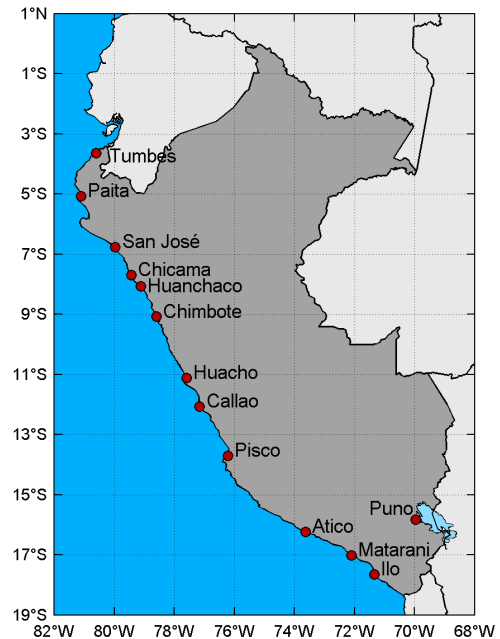 1°N
1°S
3°S
Tumbes
5°S
Paita
San José
7°S
Chicama
Huanchaco
9°S
Chimbote
11°S
Huacho
Callao
13°S
Pisco
15°S
Puno
Atico
17°S
Matarani
Ilo
19°S
82°W 80°W 78°W 76°W 74°W 72°W 70°W 68°W